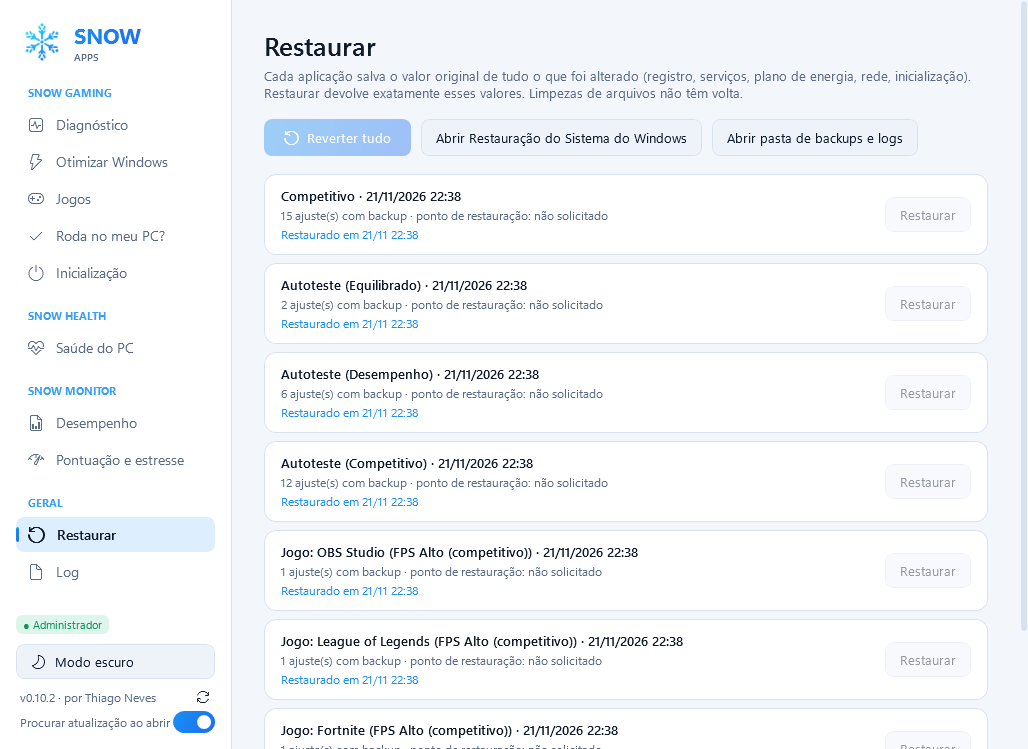 SNOW
APPS
SNOW GAMING
Diagnóstico
Otimizar Windows
Jogos
Roda no meu PC?
Inicialização
SNOW HEALTH
Saúde do PC
SNOW MONITOR
Desempenho
Pontuação e estresse
GERAL
Restaurar
Log
Administrador
Modo escuro
v0.10.2 · por Thiago Neves
Procurar atualização ao abrir
Restaurar
Cada aplicação salva o valor original de tudo o que foi alterado (registro, serviços, plano de energia, rede, inicialização).
Restaurar devolve exatamente esses valores. Limpezas de arquivos não têm volta.
Reverter tudo
Abrir Restauração do Sistema do Windows
Abrir pasta de backups e logs
Competitivo · 21/11/2026 22:38
15 ajuste(s) com backup · ponto de restauração: não solicitado
Restaurado em 21/11 22:38
Restaurar
Autoteste (Equilibrado) · 21/11/2026 22:38
2 ajuste(s) com backup · ponto de restauração: não solicitado
Restaurado em 21/11 22:38
Restaurar
Autoteste (Desempenho) · 21/11/2026 22:38
6 ajuste(s) com backup · ponto de restauração: não solicitado
Restaurado em 21/11 22:38
Restaurar
Autoteste (Competitivo) · 21/11/2026 22:38
12 ajuste(s) com backup · ponto de restauração: não solicitado
Restaurado em 21/11 22:38
Restaurar
Jogo: OBS Studio (FPS Alto (competitivo)) · 21/11/2026 22:38
1 ajuste(s) com backup · ponto de restauração: não solicitado
Restaurado em 21/11 22:38
Restaurar
Jogo: League of Legends (FPS Alto (competitivo)) · 21/11/2026 22:38
1 ajuste(s) com backup · ponto de restauração: não solicitado
Restaurado em 21/11 22:38
Restaurar
Jogo: Fortnite (FPS Alto (competitivo)) · 21/11/2026 22:38
1 ajuste(s) com backup · ponto de restauração: não solicitado
Restaurar